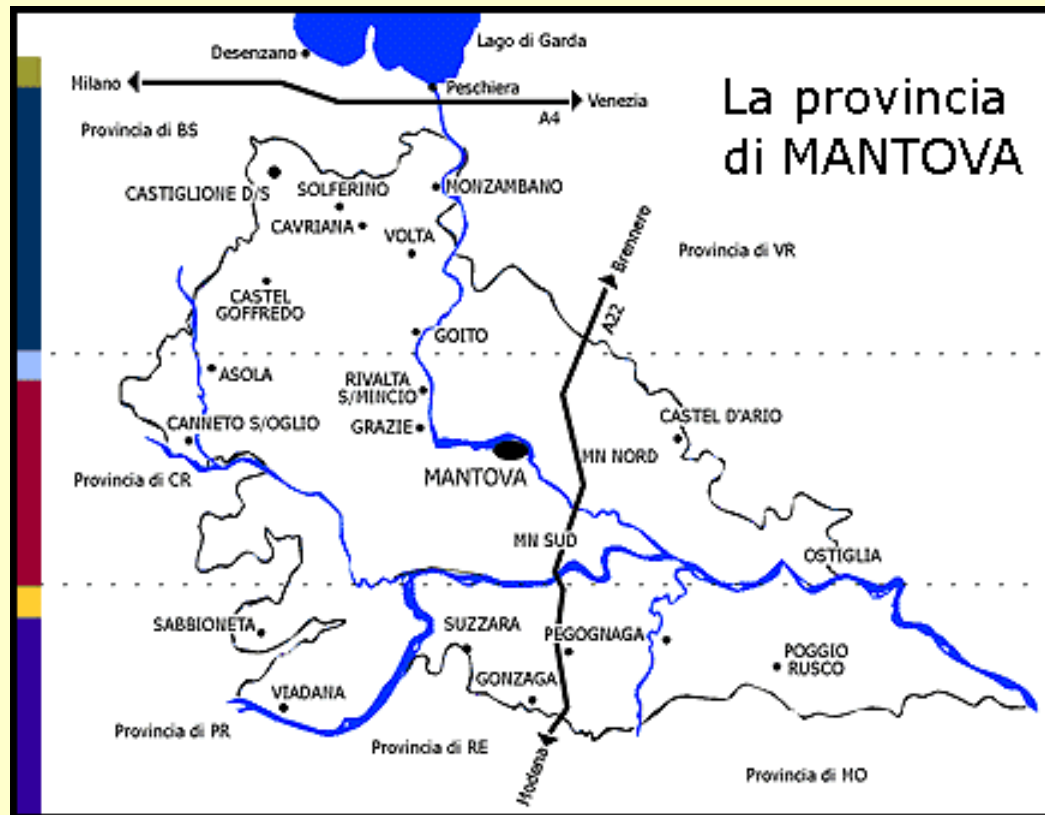 Lago di Garda
Desenzano
Milano
Peschiera
Venezia
A4
La provincia
di MANTOVA
Provincia di BS
CASTIGLIONE D/S
SOLFERINO
MONZAMBANO
CAVRIANA
VOLTA
Brennero
Provincia di VR
CASTEL
GOFFREDO
A22
GOITO
ASOLA
RIVALTA
S/MINCIO
CANNETO S/OGLIO
GRAZIE
CASTEL D'ARIO
MN NORD
Provincia di CR
MANTOVA
MN SUD
OSTIGLIA
SABBIONETA
SUZZARA
PEGOGNAGA
POGGIO
RUSCO
GONZAGA
VIADANA
Provincia di PR
Provincia di RE
Modena
Provincia di MO